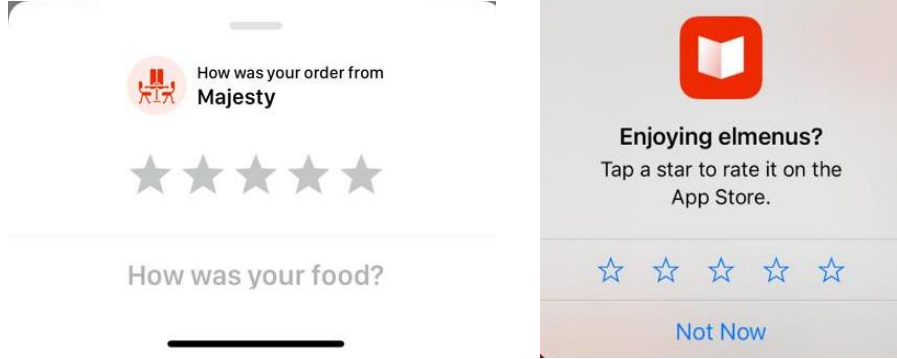 How was your order from
Majesty
How was your food?
Enjoying elmenus?
Tap a star to rate it on the
App Store.
Not Now